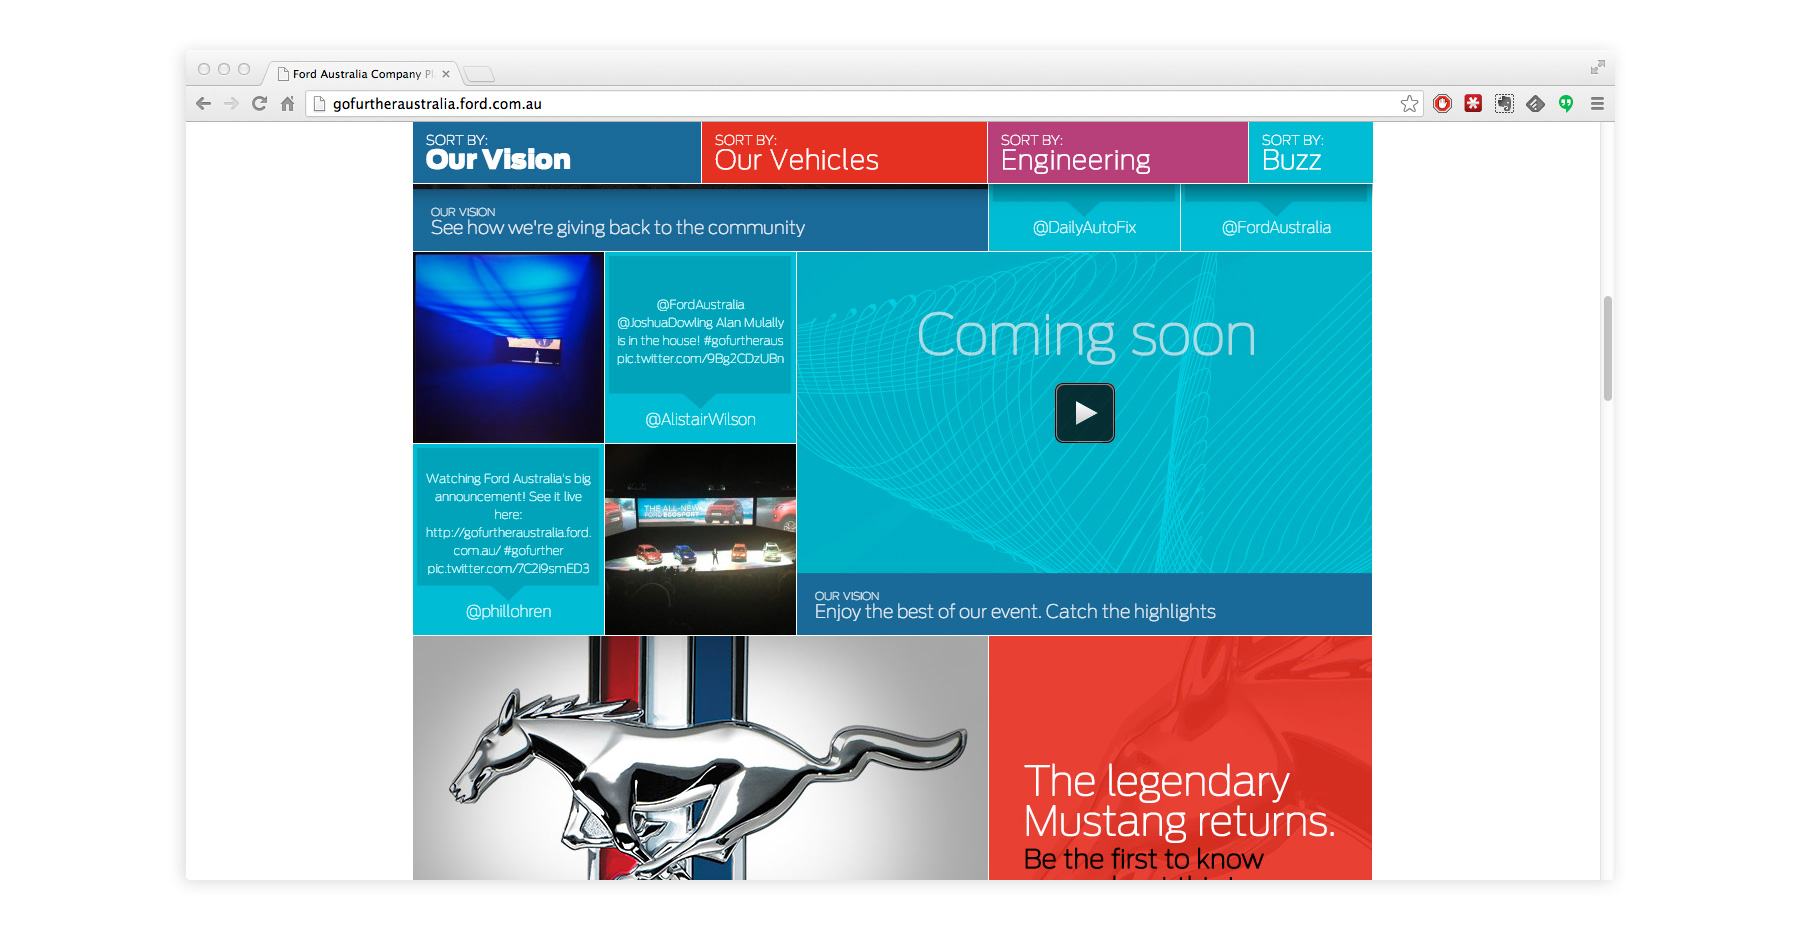 Ford Australia Company Pl
gofurtheraustralia.ford.com.au
SORT BY:
Our Vision
SORT BY:
Our Vehicles
SORT BY:
Engineering
SORT BY:
Buzz
OUR VISION
See how we're giving back to the community
@DailyAutoFix
@FordAustralia
@FordAustralia
@JoshuaDowling Alan Mulally
is in the house! #gofurtheraus
pic.twitter.com/9Bg2CDzUBn
@AlistairWilson
Coming soon
Watching Ford Australia's big
announcement! See it live
here:
http://gofurtheraustralia.ford.
com.au/ #gofurther
pic.twitter.com/7C2I9smED3
@phillohren
THE ALL-NEW
FORD ECOSPORT
OUR VISION
Enjoy the best of our event. Catch the highlights
The legendary
Mustang returns.
Be the first to know